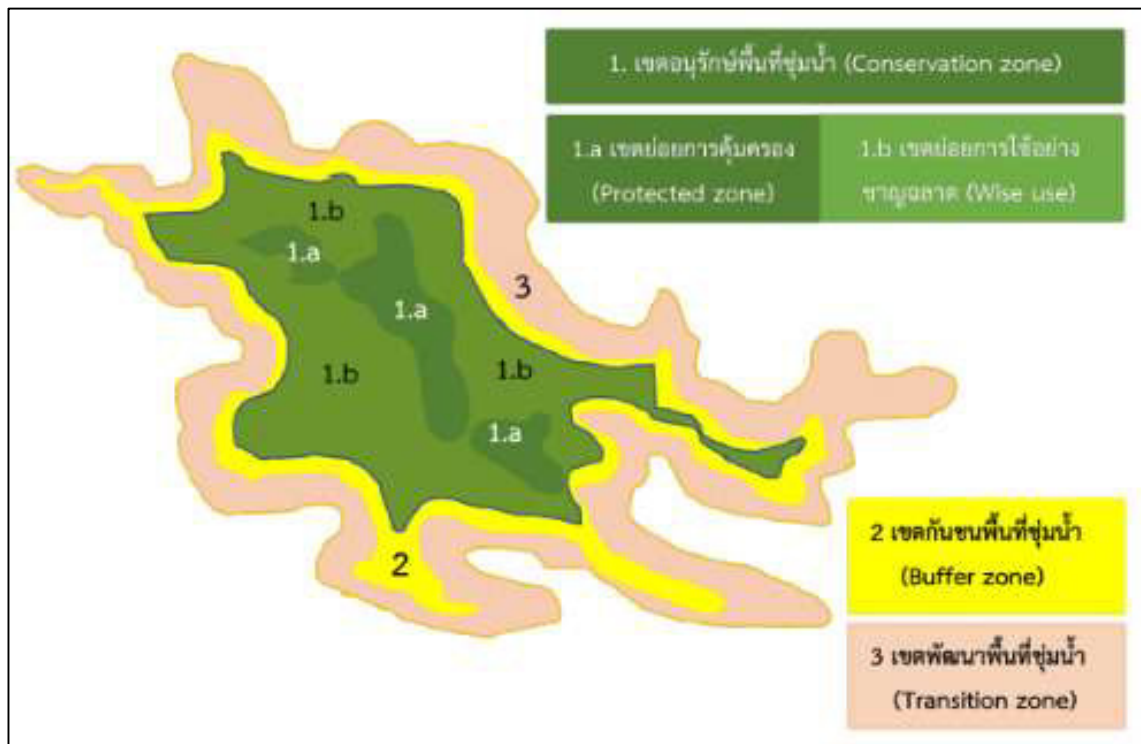 1. เขตอนุรักษ์พื้นที่ชุ่มน้ำ (Conservation zone)
1.a เขตย่อยการคุ้มครอง
(Protected zone)
1.b เขตย่อยการใช้อย่าง
ชาญฉลาด (Wise use)
1.b
1.a
3
1.a
1.b
1.b
1.a
2
2 เขตกันชนพื้นที่ชุ่มน้ำ
(Buffer zone)
3 เขตพัฒนาพื้นที่ชุ่มน้ำ
(Transition zone)